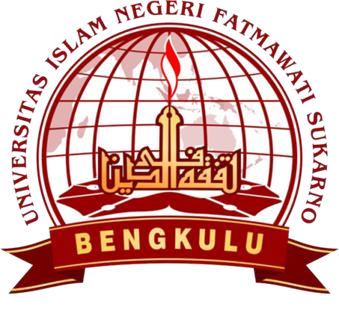 UNIVERSITAS ISLAM NEGERI FATMAWATI SUKARNO
BENGKULU